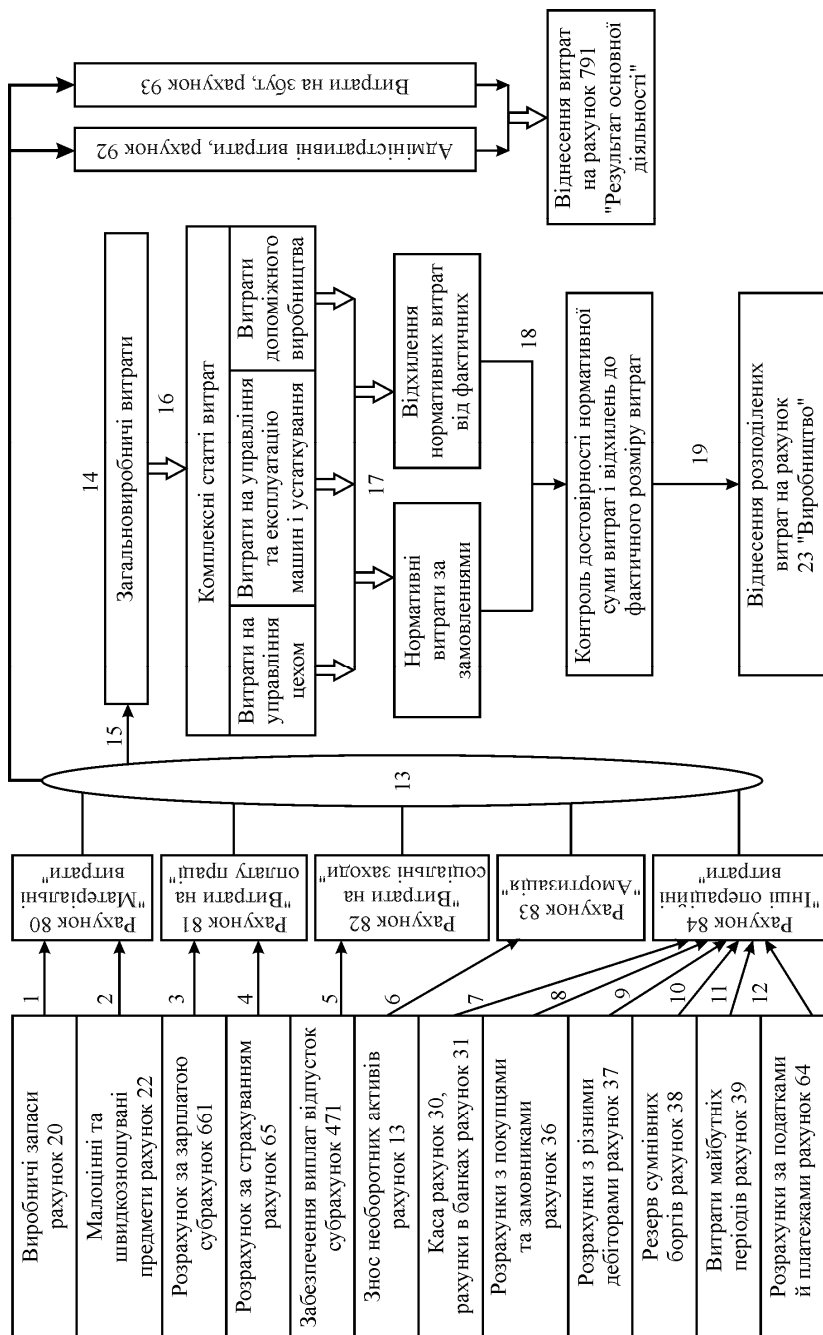 Виробничі запаси
рахунок 20
Малоцінні та
швидкозношувані
предмети рахунок 22
Розрахунок за зарплатою
субрахунок 661
Розрахунок за страхуванням
рахунок 65
Забезпечення виплат відпусток
субрахунок 471
Знос необоротних активів
рахунок 13
Каса рахунок 30,
рахунки в банках рахунок 31
Розрахунки з покупцями
та замовниками
рахунок 36
Розрахунки з різними
дебіторами рахунок 37
Резерв сумнівних
боргів рахунок 38
Витрати майбутніх
періодів рахунок 39
Розрахунки за податками
й платежами рахунок 64
1
2
3
4
5
6
7
8
9
10
11
12
Рахунок 80
"Матеріальні
витрати"
Рахунок 81
"Витрати на
оплату праці"
Рахунок 82
"Витрати на
соціальні заходи"
Рахунок 83
"Амортизація"
Рахунок 84
"Інші операційні
витрати"
13
15
14
Загальновиробничі витрати
16
Комплексні статті витрат
Витрати на
управління
цехом
Витрати на управління
та експлуатацію
машин і устаткування
Витрати
допоміжного
виробництва
17
Нормативні
витрати за
замовленнями
Відхилення
нормативних витрат
від фактичних
18
Контроль достовірності нормативної
суми витрат і відхилень до
фактичного розміру витрат
19
Віднесення розподілених
витрат на рахунок
23 "Виробництво"
Адміністративні витрати, рахунок 92
Витрати на збут, рахунок 93
Віднесення витрат
на рахунок 791
"Результат основної
діяльності"